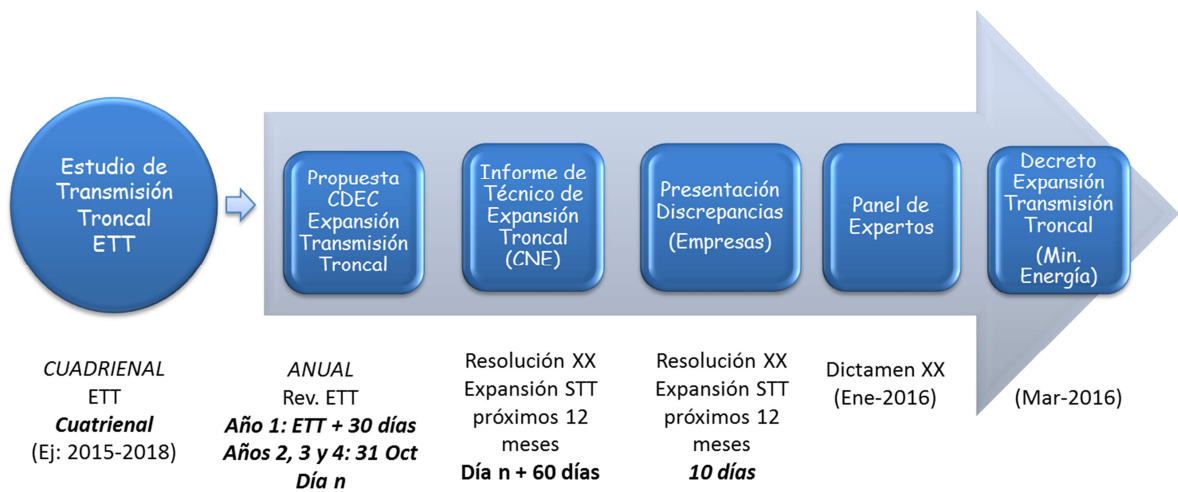 Estudio de
Transmisión
Troncal
ETT
Propuesta
CDEC
Expansión
Transmisión
Troncal
Informe de
Técnico de
Expansión
Troncal
(CNE)
Presentación
Discrepancias
(Empresas)
Panel de
Expertos
Decreto
Expansión
Transmisión
Troncal
(Min.
Energía)
CUADRIENAL
ETT
Cuatrienal
(Ej: 2015-2018)
ANUAL
Rev. ETT
Año 1: ETT + 30 días
Años 2, 3 y 4: 31 Oct
Día n
Resolución XX
Expansión STT
próximos 12
meses
Día n + 60 días
Resolución XX
Expansión STT
próximos 12
meses
10 días
Dictamen XX
(Ene-2016)
(Mar-2016)